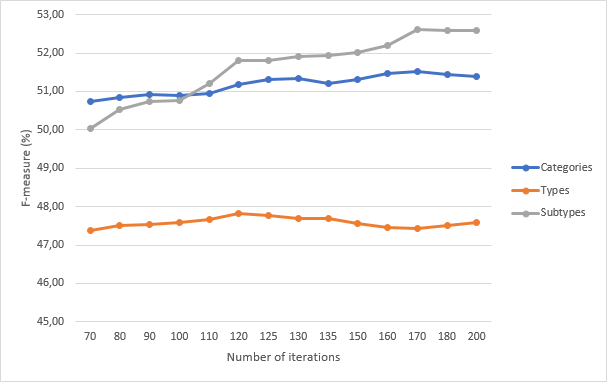 53,00
52,00
51,00
50,00
49,00
48,00
47,00
46,00
45,00
F-measure (%)
70 80 90 100 110 120 125 130 135 150 160 170 180 200
Number of iterations
Categories
Types
Subtypes